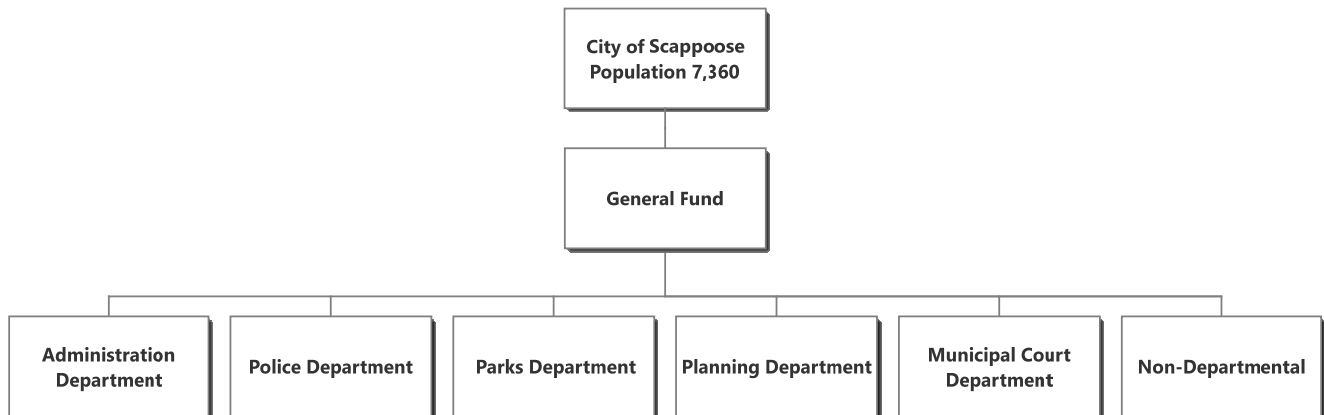 City of Scappoose
Population 7,360
General Fund
Administration
Department
Police Department
Parks Department
Planning Department
Municipal Court
Department
Non-Departmental